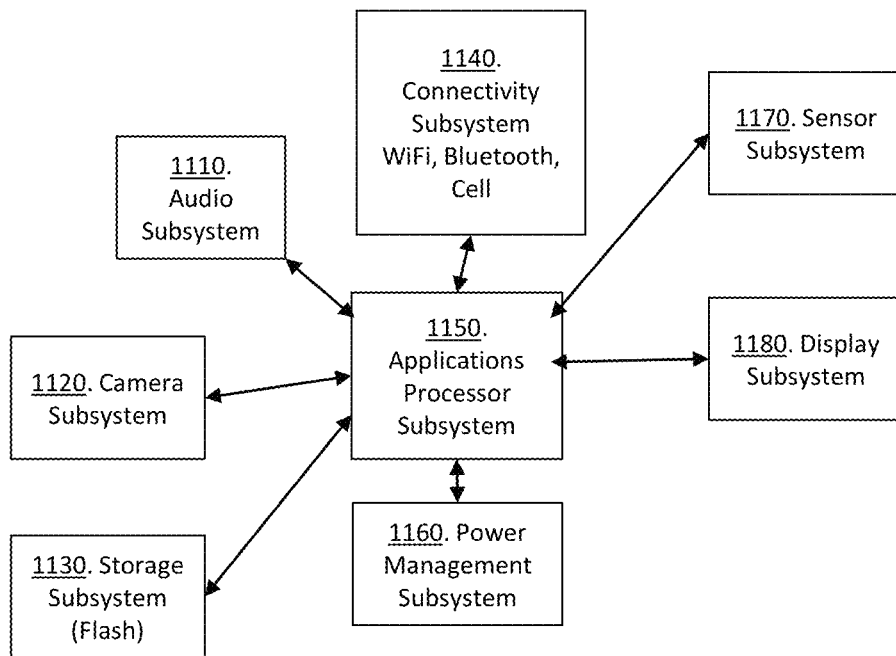 1140.
Connectivity
Subsystem
WiFi, Bluetooth,
Cell
1170. Sensor
Subsystem
1110.
Audio
Subsystem
1150.
Applications
Processor
Subsystem
1180. Display
Subsystem
1120. Camera
Subsystem
1160. Power
Management
Subsystem
1130. Storage
Subsystem
(Flash)